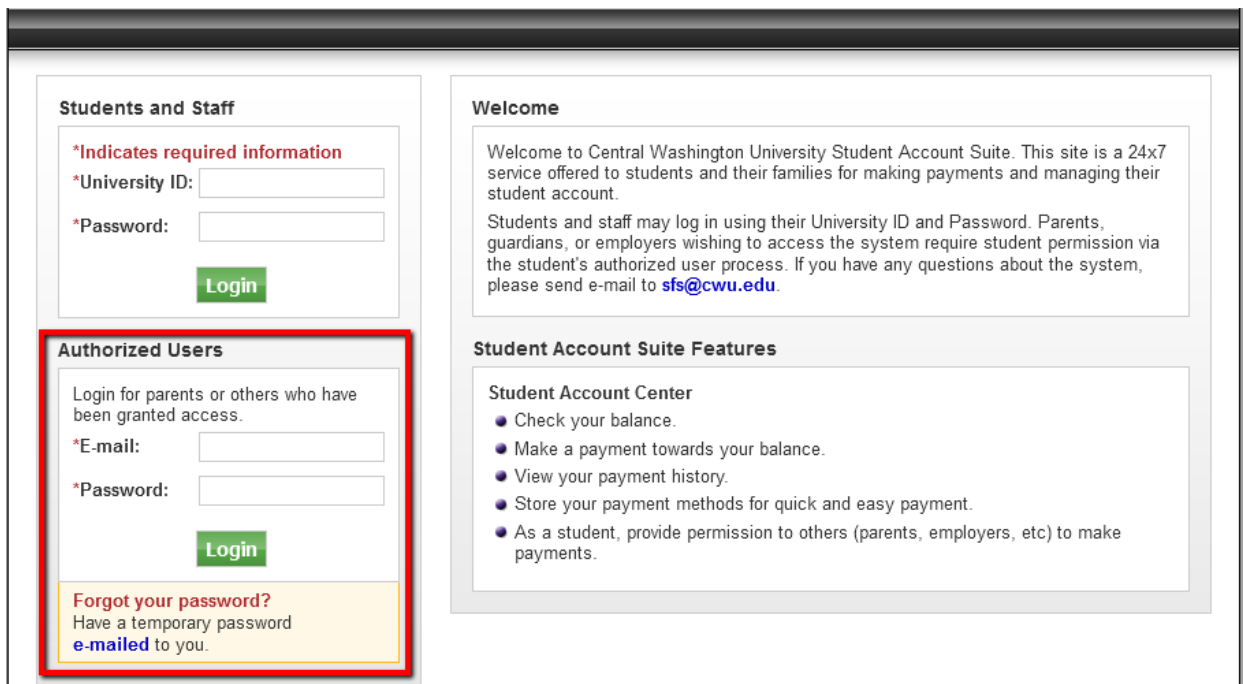 Students and Staff
*Indicates required information
*University ID:
*Password:
Login
Authorized Users
Login for parents or others who have
been granted access.
*E-mail:
*Password:
Login
Forgot your password?
Have a temporary password
e-mailed to you.
Welcome
Welcome to Central Washington University Student Account Suite. This site is a 24x7
service offered to students and their families for making payments and managing their
student account.
Students and staff may log in using their University ID and Password. Parents,
guardians, or employers wishing to access the system require student permission via
the student's authorized user process. If you have any questions about the system,
please send e-mail to sfs@cwu.edu.
Student Account Suite Features
Student Account Center
Check your balance.
Make a payment towards your balance.
View your payment history.
Store your payment methods for quick and easy payment.
As a student, provide permission to others (parents, employers, etc) to make
payments.